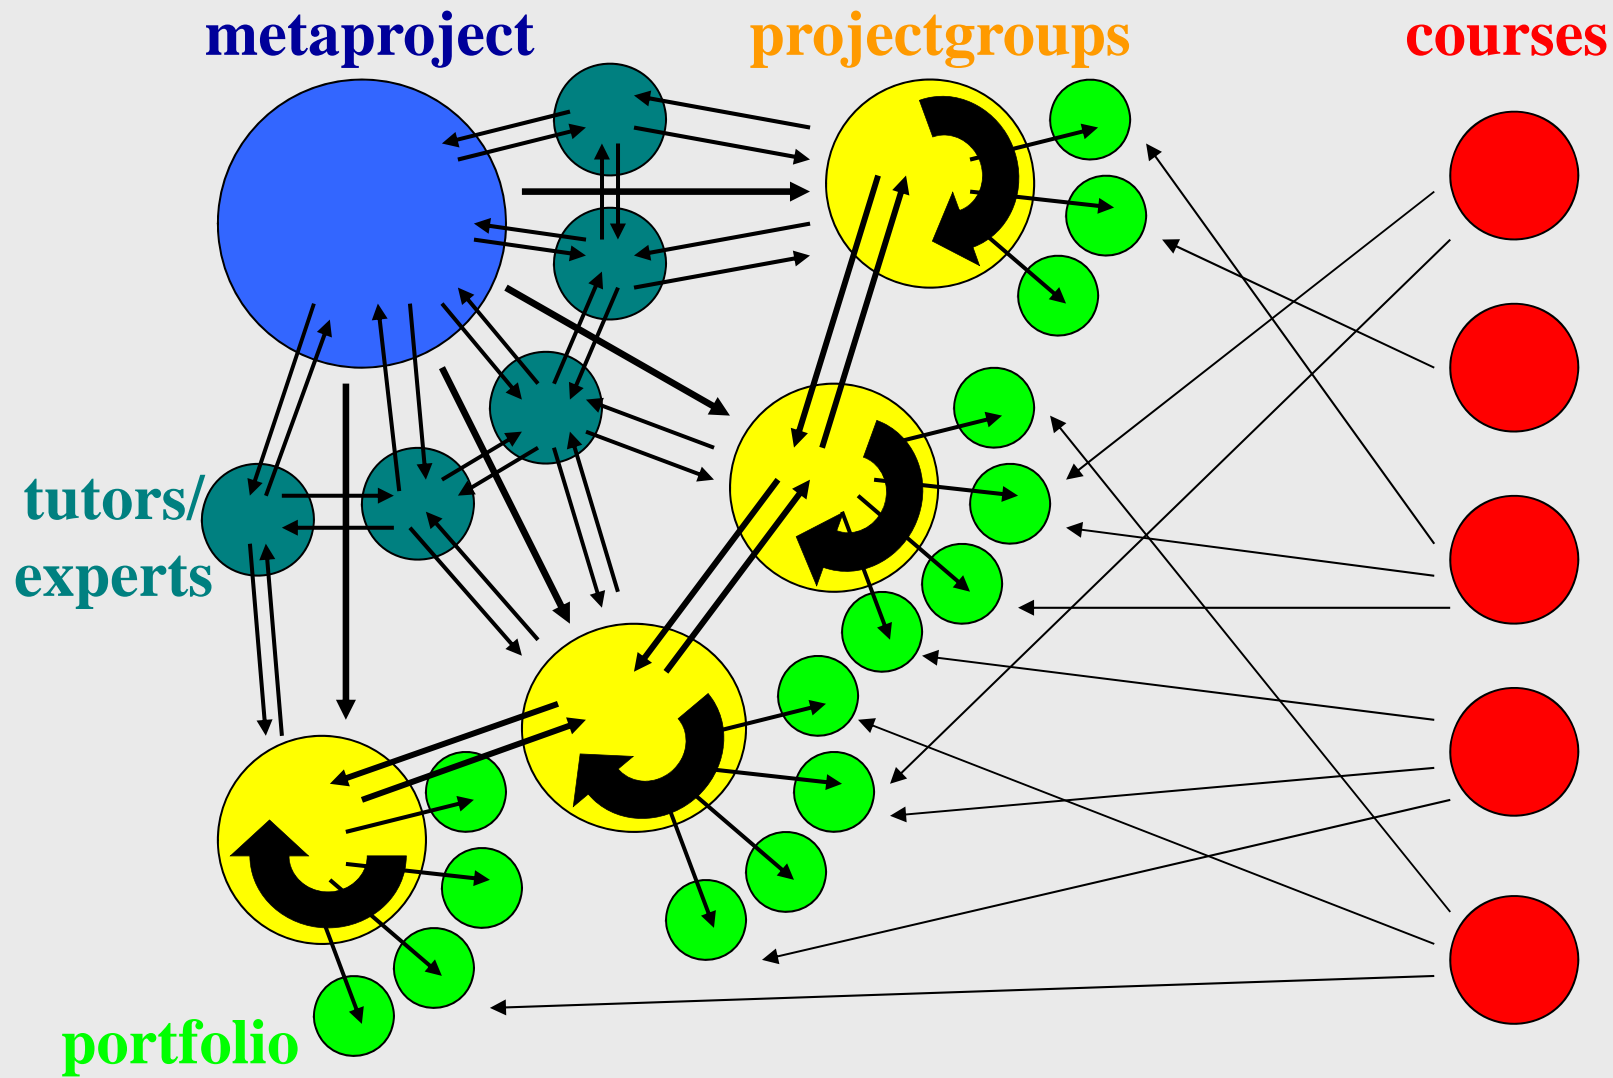 metaproject
projectgroups
courses
tutors/
experts
portfolio